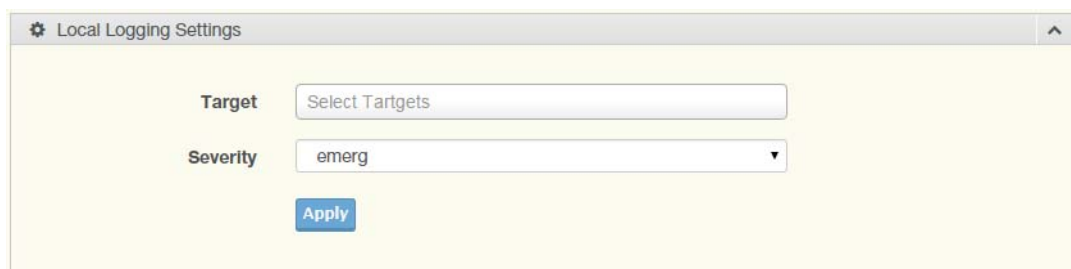 Local Logging Settings
Target Select Tartgets
Severity emerg
Apply